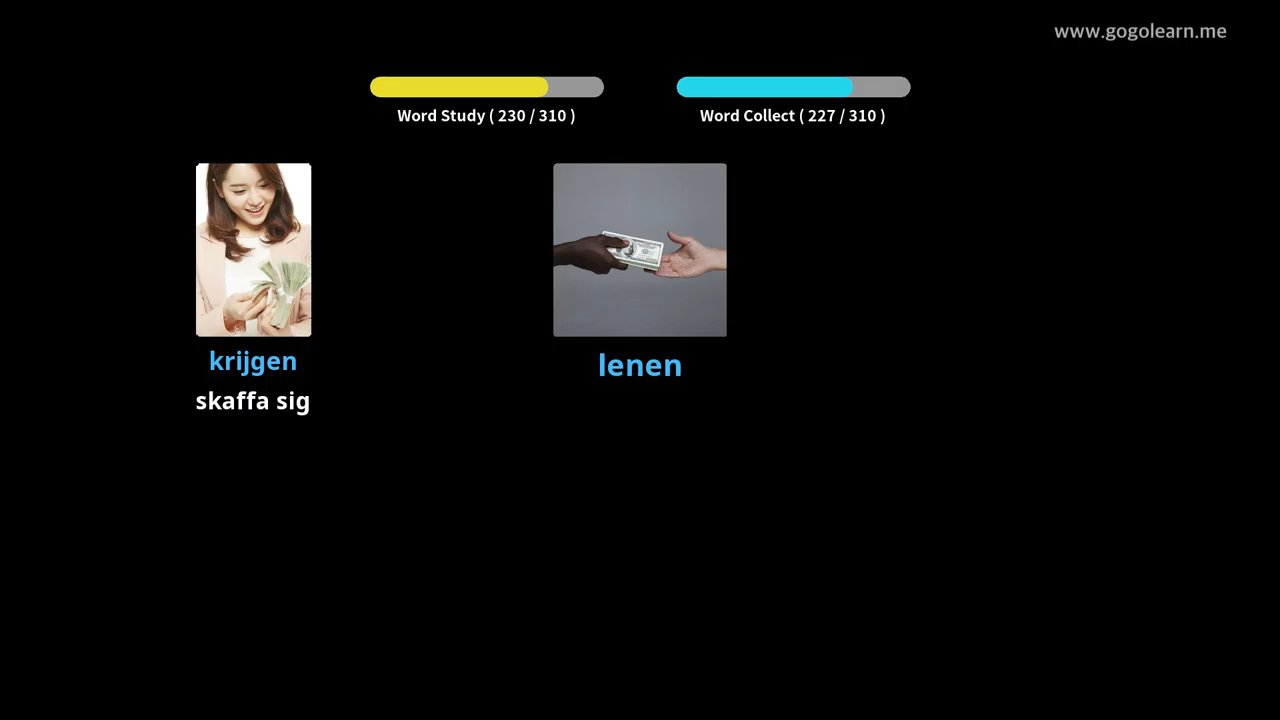 www.gogolearn.me
Word Study ( 230 / 310 )
Word Collect ( 227 / 310 )
krijgen
skaffa sig
lenen